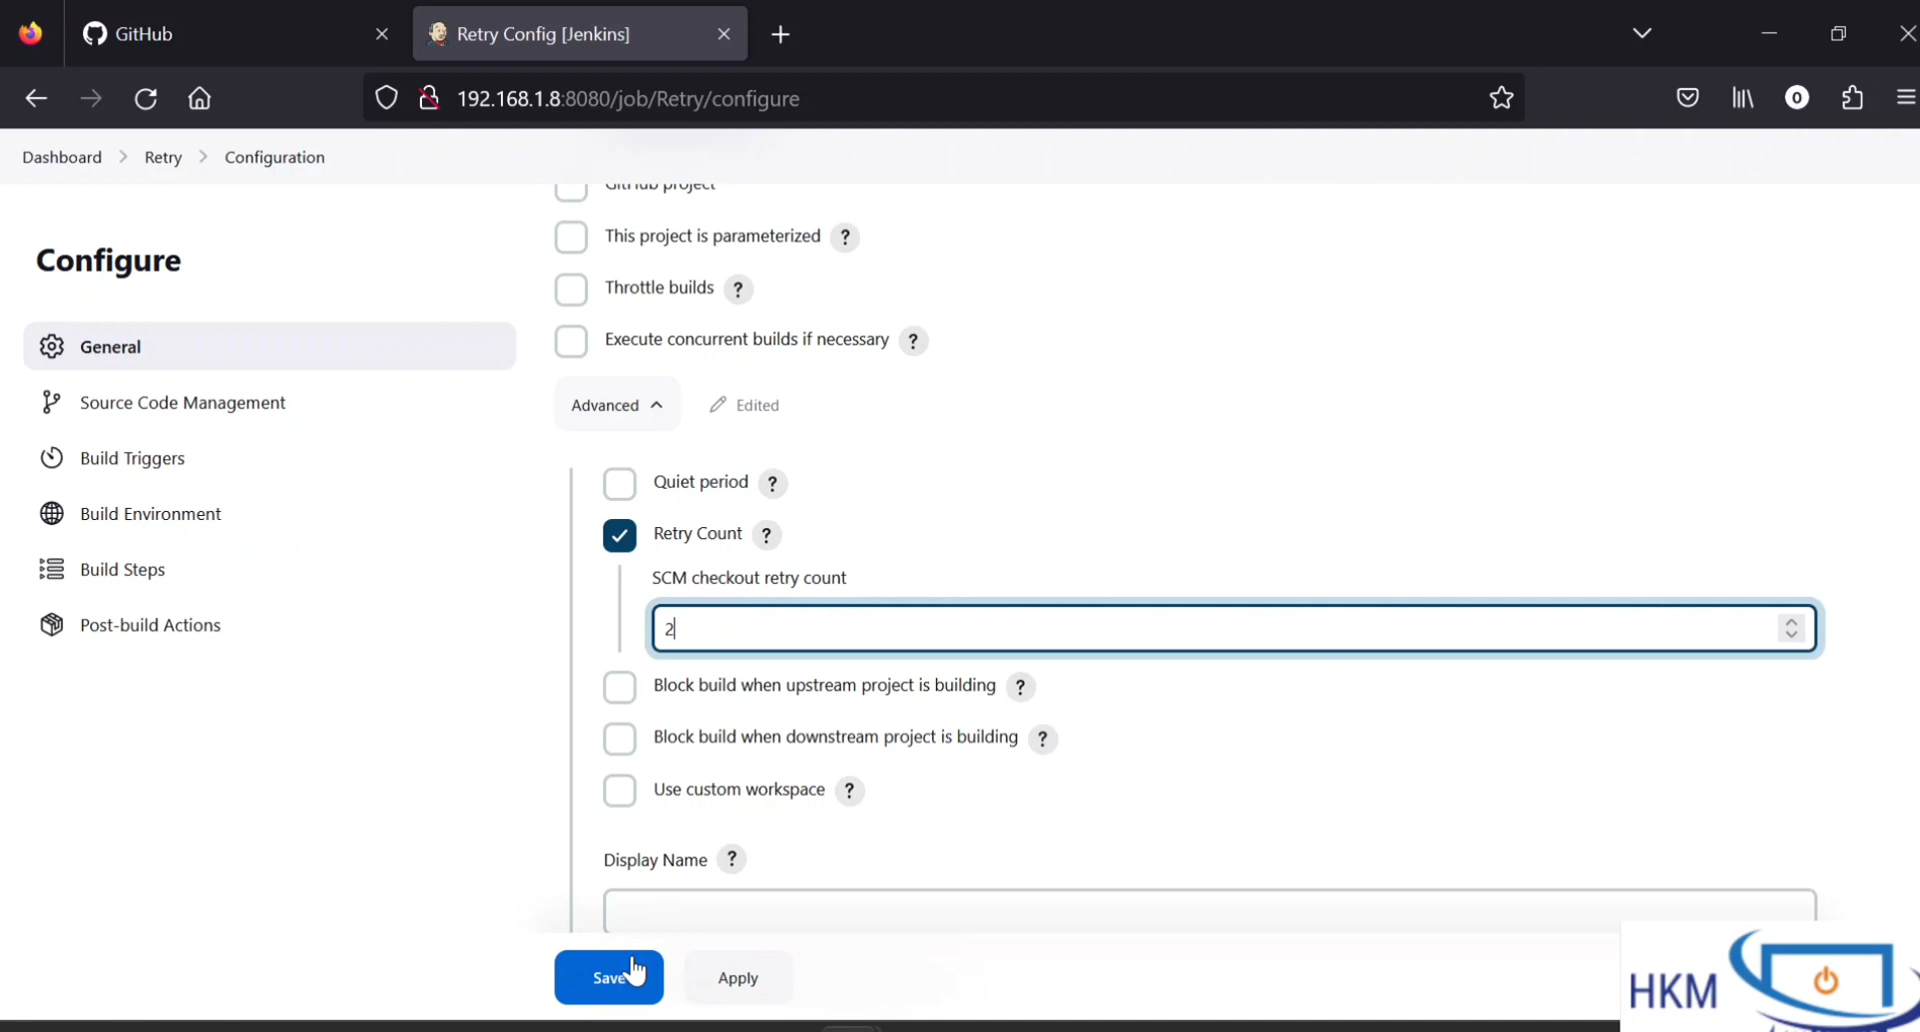 GitHub
Retry Config [Jenkins]
192.168.1.8:8080/job/Retry/configure
0
Dashboard > Retry > Configuration
GitHub project
Configure
This project is parameterized ?
Throttle builds ?
Execute concurrent builds if necessary ?
General
Source Code Management
Build Triggers
Build Environment
Build Steps
Post-build Actions
Advanced
Edited
Quiet period ?
Retry Count ?
SCM checkout retry count
2
Block build when upstream project is building ?
Block build when downstream project is building ?
Use custom workspace ?
Display Name ?
Save
Apply
HKM